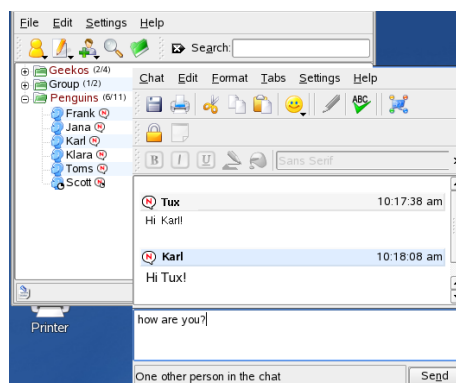 File Edit Settings Help
Search:
Geekos (2/4)
Group (1/2)
Penguins (6/11)
Frank N
Jana N
Karl N
Klara N
Toms N
Scott N
Chat Edit Format Tabs Settings Help
ABC
B I U Sans Serif
N Tux 10:17:38 am
Hi Karl!
N Karl 10:18:08 am
Hi Tux!
Printer
how are you?
One other person in the chat Send